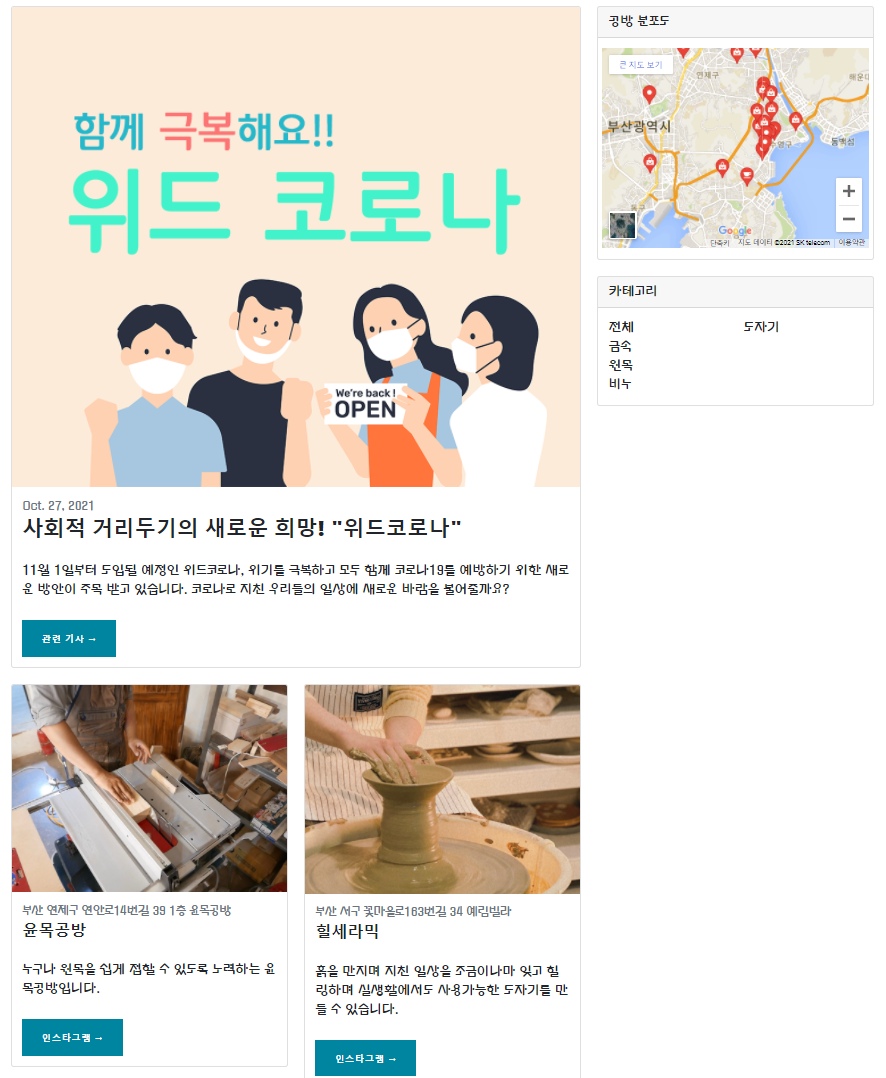 함께 극복해요!!
위드 코로나
We're back !
OPEN
Oct. 27, 2021
사회적 거리두기의 새로운 희망! "위드코로나"
11월 1일부터 도입될 예정인 위드코로나, 위기를 극복하고 모두 함께 코로나19를 예방하기 위한 새로
운 방안이 주목 받고 있습니다. 코로나로 지친 우리들의 일상에 새로운 바람을 불어줄까요?
관련 기사 →
부산 연제구 연안로14번길 39 1층 윤목공방
윤목공방
누구나 원목을 쉽게 접할 수 있도록 노력하는 윤
목공방입니다.
인스타그램 →
부산 서구 꽃마을로163번길 34 예림빌라
힐세라믹
흙을 만지며 지친 일상을 조금이나마 잊고 힐
링하며 실생활에서도 사용가능한 도자기를 만
들 수 있습니다.
인스타그램 →
공방 분포도
큰 지도 보기
연제구
해운대
부산광역시
수영구
동백섬
동구
+
−
Google
단축키 지도 데이터 ©2021 SK telecom 이용약관
카테고리
전체 도자기
금속
원목
비누